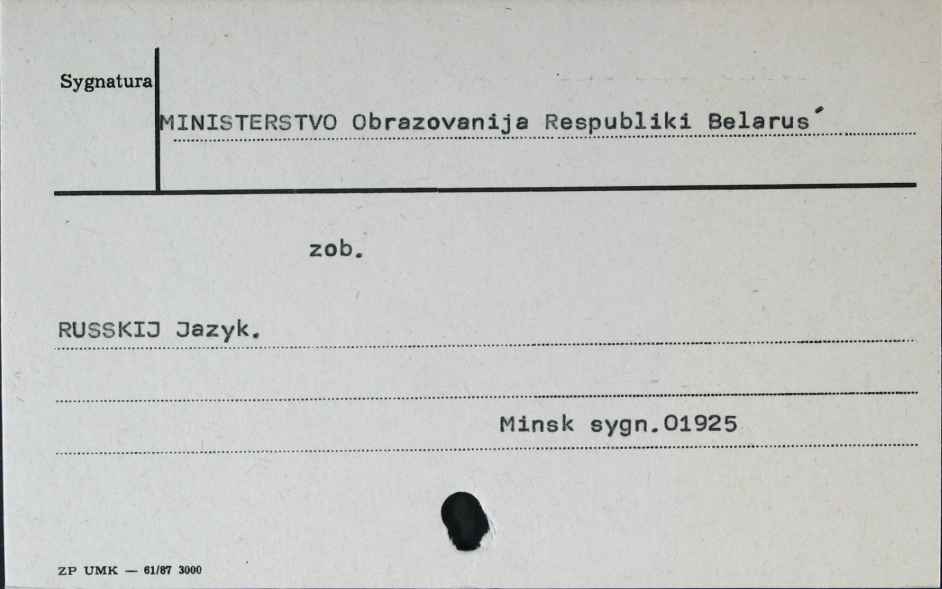 Sygnatura
MINISTERSTVO Obrazovanija Respubliki Belarus´
zob.
RUSSKIJ Jazyk.
Minsk sygn.01925
ZP UMK — 61/87 3000